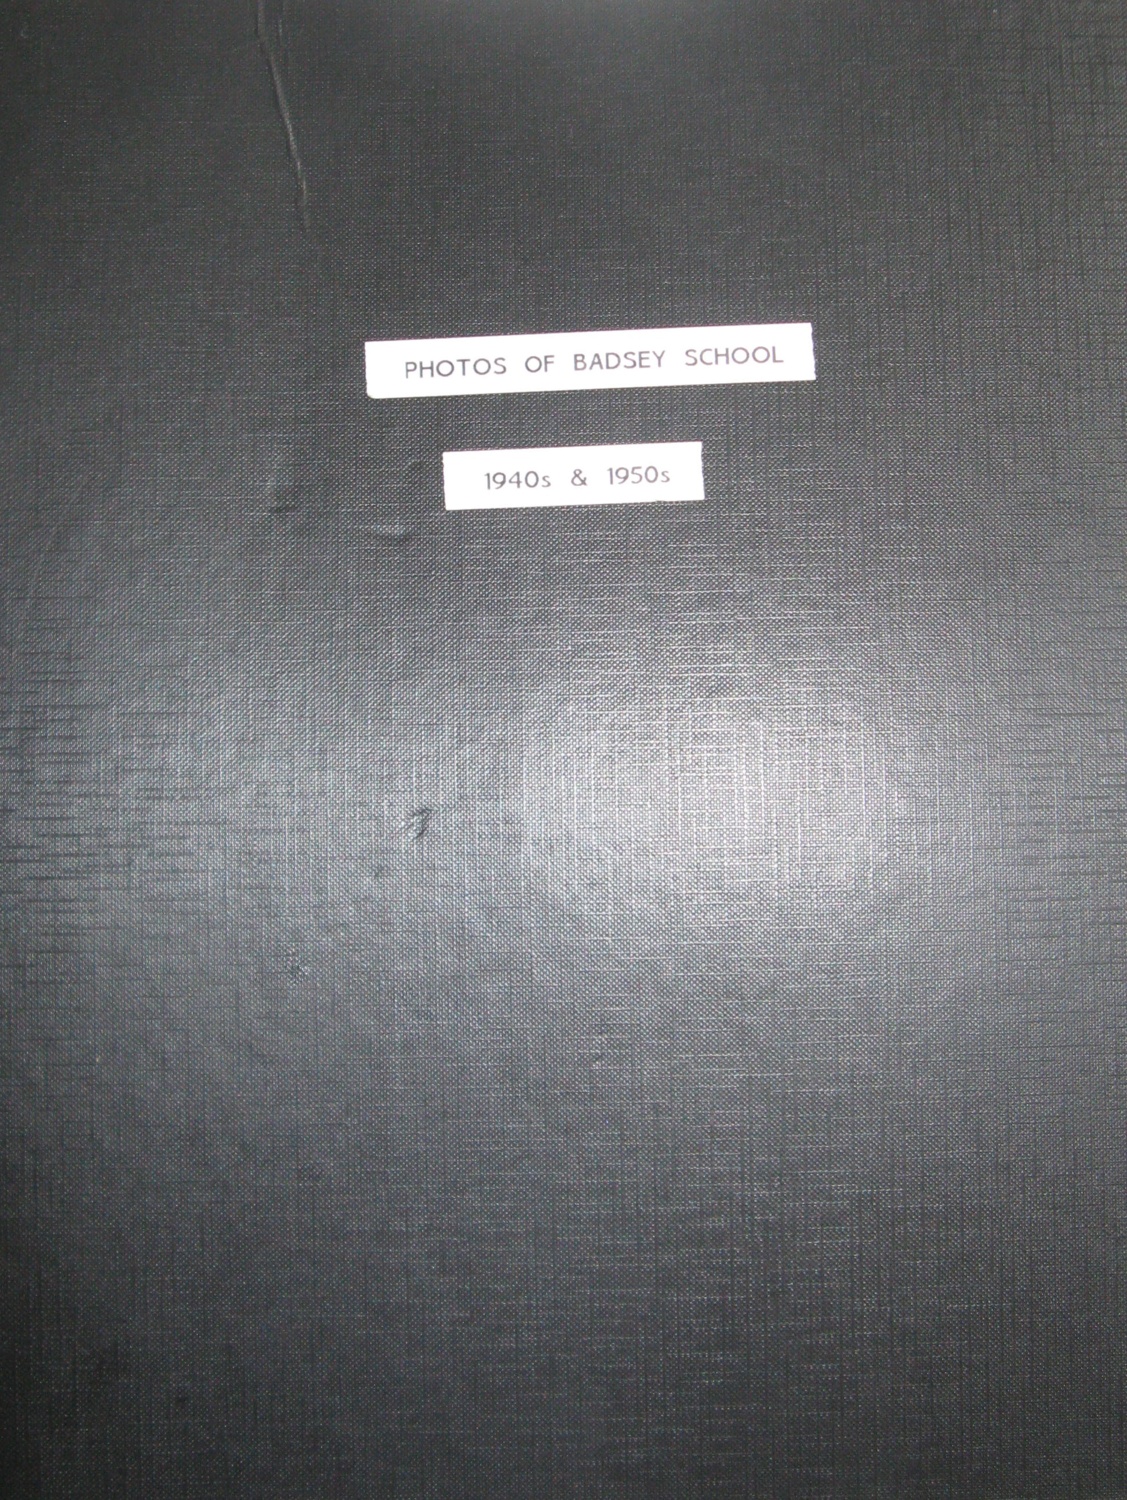 PHOTOS OF BADSEY SCHOOL
1940s & 1950s